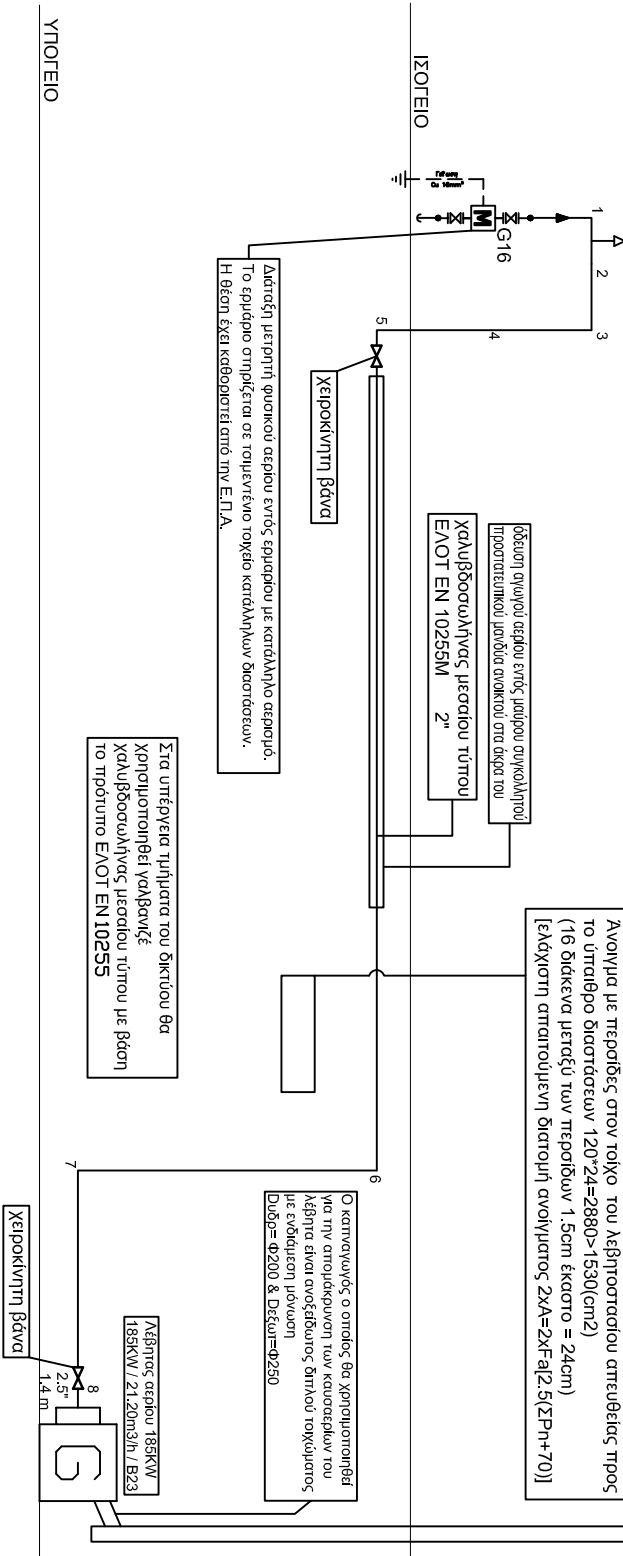 ΥΠΟΓΕΙΟ
ΙΣΟΓΕΙΟ
Γείωση
Cu 16mm²
M
G16
1
2
3
4
5
Διάταξη μετρητή φυσικού αερίου εντός ερμαρίου με κατάλληλο αερισμό.
Το ερμάριο στηρίζεται σε τσιμεντένιο τοιχείο κατάλληλων διαστάσεων.
Η θέση έχει καθοριστεί από την Ε.Π.Α.
χειροκίνητη βάνα
όδευση αγωγού αερίου εντός μαύρου συγκολλητού
προστατευτικού μανδύα ανοικτού στα άκρα του
χαλυβδοσωλήνας μεσαίου τύπου
ΕΛΟΤ ΕΝ 10255Μ 2"
Στα υπέργεια τμήματα του δικτύου θα
χρησιμοποιηθεί γαλβανιζέ
χαλυβδοσωλήνας μεσαίου τύπου με βάση
το πρότυπο ΕΛΟΤ ΕΝ10255
Άνοιγμα με περσίδες στον τοίχο του λεβητοστασίου απευθείας προς
το ύπαιθρο διαστάσεων 120*24=2880>1530(cm2)
(16 διάκενα μεταξύ των περσίδων 1.5cm έκαστο = 24cm)
[ελάχιστη απαιτούμενη διατομή ανοίγματος 2xA=2xFa[2.5(ΣPn+70)]
6
7
Ο καπναγωγός ο οποίος θα χρησιμοποιηθεί
για την απομάκρυνση των καυσαερίων του
λέβητα είναι ανοξείδωτος διπλού τοιχώματος
με ενδιάμεση μόνωση
Dυδρ= Φ200 & Dεξωτ=Φ250
Λέβητας αερίου 185KW
185KW / 21.20m3/h / B23
8
2.5"
1.4 m
G
χειροκίνητη βάνα